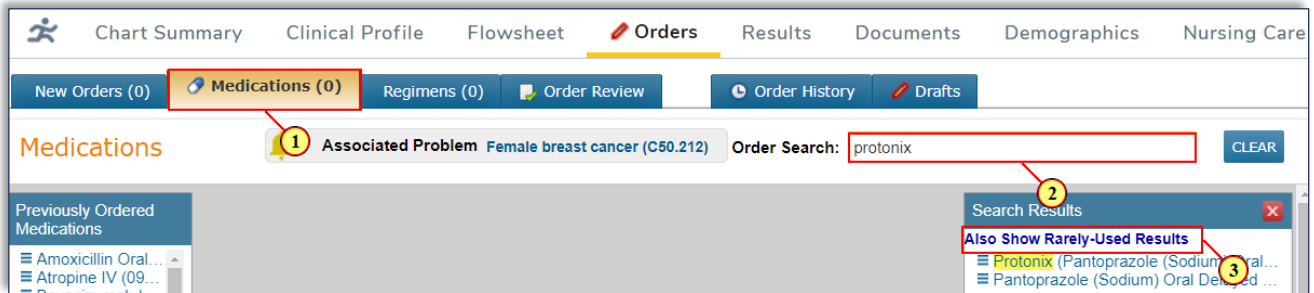 Chart Summary Clinical Profile Flowsheet Orders Results Documents Demographics Nursing Care
New Orders (0) Medications (0) Regimens (0) Order Review Order History Drafts
Medications 1 Associated Problem Female breast cancer (C50.212) Order Search: protonix CLEAR
2
Previously Ordered
Medications
Amoxicillin Oral...
Atropine IV (09...
Search Results
Also Show Rarely-Used Results
Protonix (Pantoprazole (Sodium) Oral...
Pantoprazole (Sodium) Oral Delayed ...
3